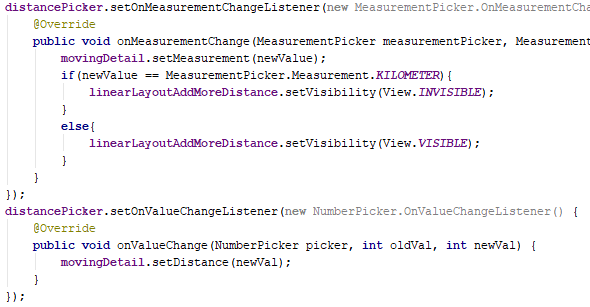 distancePicker.setOnMeasurementChangeListener(new MeasurementPicker.OnMeasurementCha
@Override
public void onMeasurementChange(MeasurementPicker measurementPicker, Measurement
movingDetail.setMeasurement(newValue);
if(newValue == MeasurementPicker.Measurement.KILOMETER){
linearLayoutAddMoreDistance.setVisibility(View.INVISIBLE);
}
else{
linearLayoutAddMoreDistance.setVisibility(View.VISIBLE);
}
}
});
distancePicker.setOnValueChangeListener(new NumberPicker.OnValueChangeListener() {
@Override
public void onValueChange(NumberPicker picker, int oldVal, int newVal) {
movingDetail.setDistance(newVal);
}
});